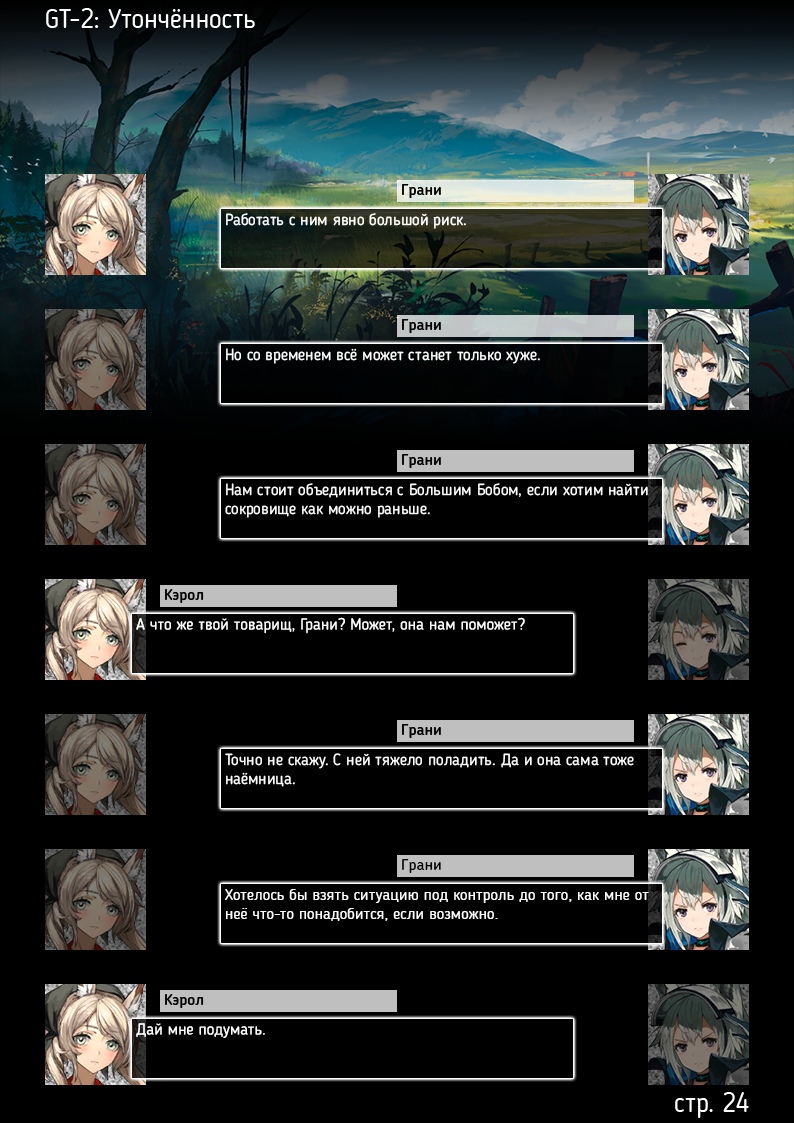 GT-2: Утончённость
Грани
Работать с ним явно большой риск.
Грани
Но со временем всё может станет только хуже.
Грани
Нам стоит объединиться с Большим Бобом, если хотим найти
сокровище как можно раньше.
Кэрол
А что же твой товарищ, Грани? Может, она нам поможет?
Грани
Точно не скажу. С ней тяжело поладить. Да и она сама тоже
наёмница.
Грани
Хотелось бы взять ситуацию под контроль до того, как мне от
неё что-то понадобится, если возможно.
Кэрол
Дай мне подумать.
стр. 24